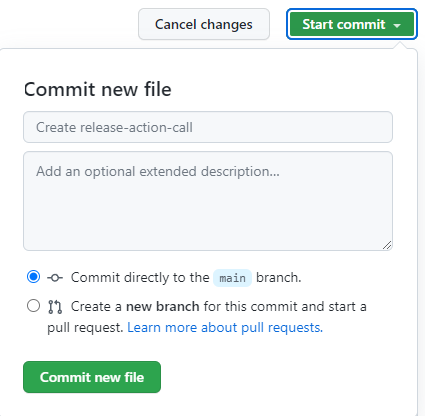 Cancel changes
Start commit
Commit new file
Create release-action-call
Add an optional extended description...
Commit directly to the main branch.
Create a new branch for this commit and start a
pull request. Learn more about pull requests.
Commit new file